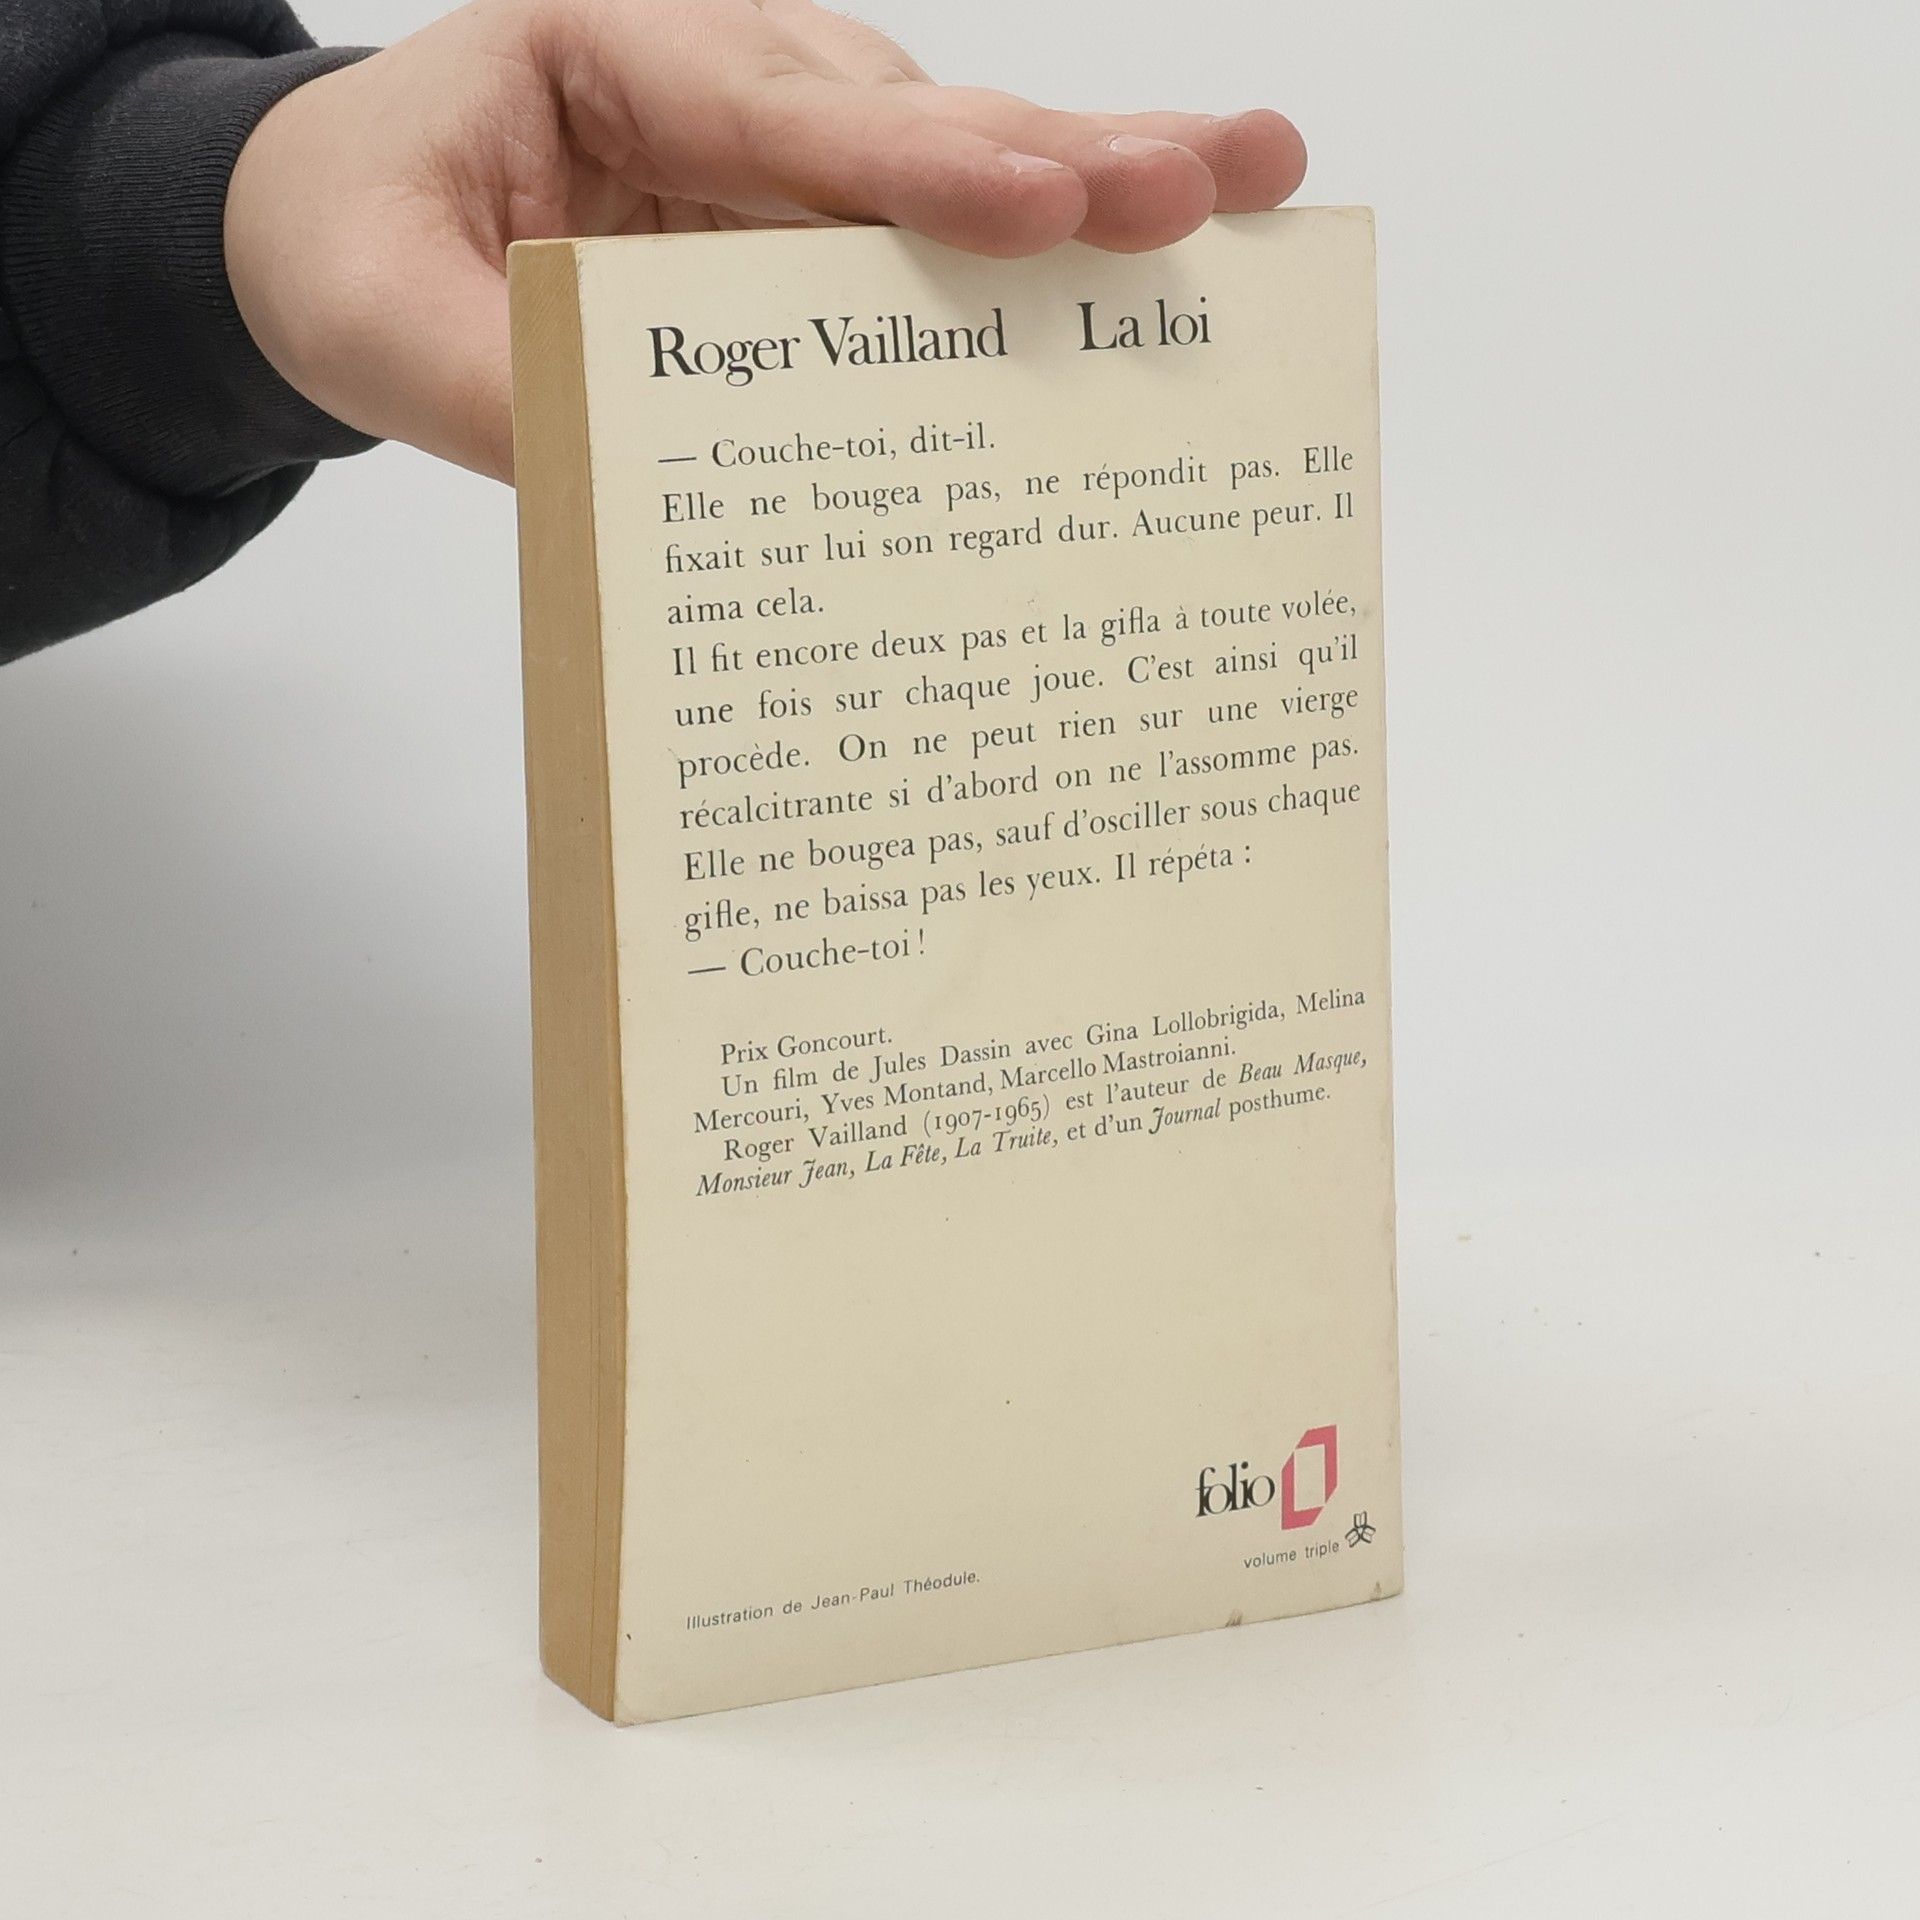 Roger Vailland La loi
— Couche-toi, dit-il.
Elle ne bougea pas, ne répondit pas. Elle
fixait sur lui son regard dur. Aucune peur. Il
aima cela.
Il fit encore deux pas et la gifla à toute volée,
une fois sur chaque joue. C'est ainsi qu'il
procède. On ne peut rien sur une vierge
récalcitrante si d'abord on ne l'assomme pas.
Elle ne bougea pas, sauf d'osciller sous chaque
gifle, ne baissa pas les yeux. Il répéta :
— Couche-toi !
Prix Goncourt.
Un film de Jules Dassin avec Gina Lollobrigida, Melina
Mercouri, Yves Montand, Marcello Mastroianni.
Roger Vailland (1907-1965) est l'auteur de Beau Masque,
Monsieur Jean, La Fête, La Truite, et d'un Journal posthume.
folio
volume triple
Illustration de Jean-Paul Théodule.